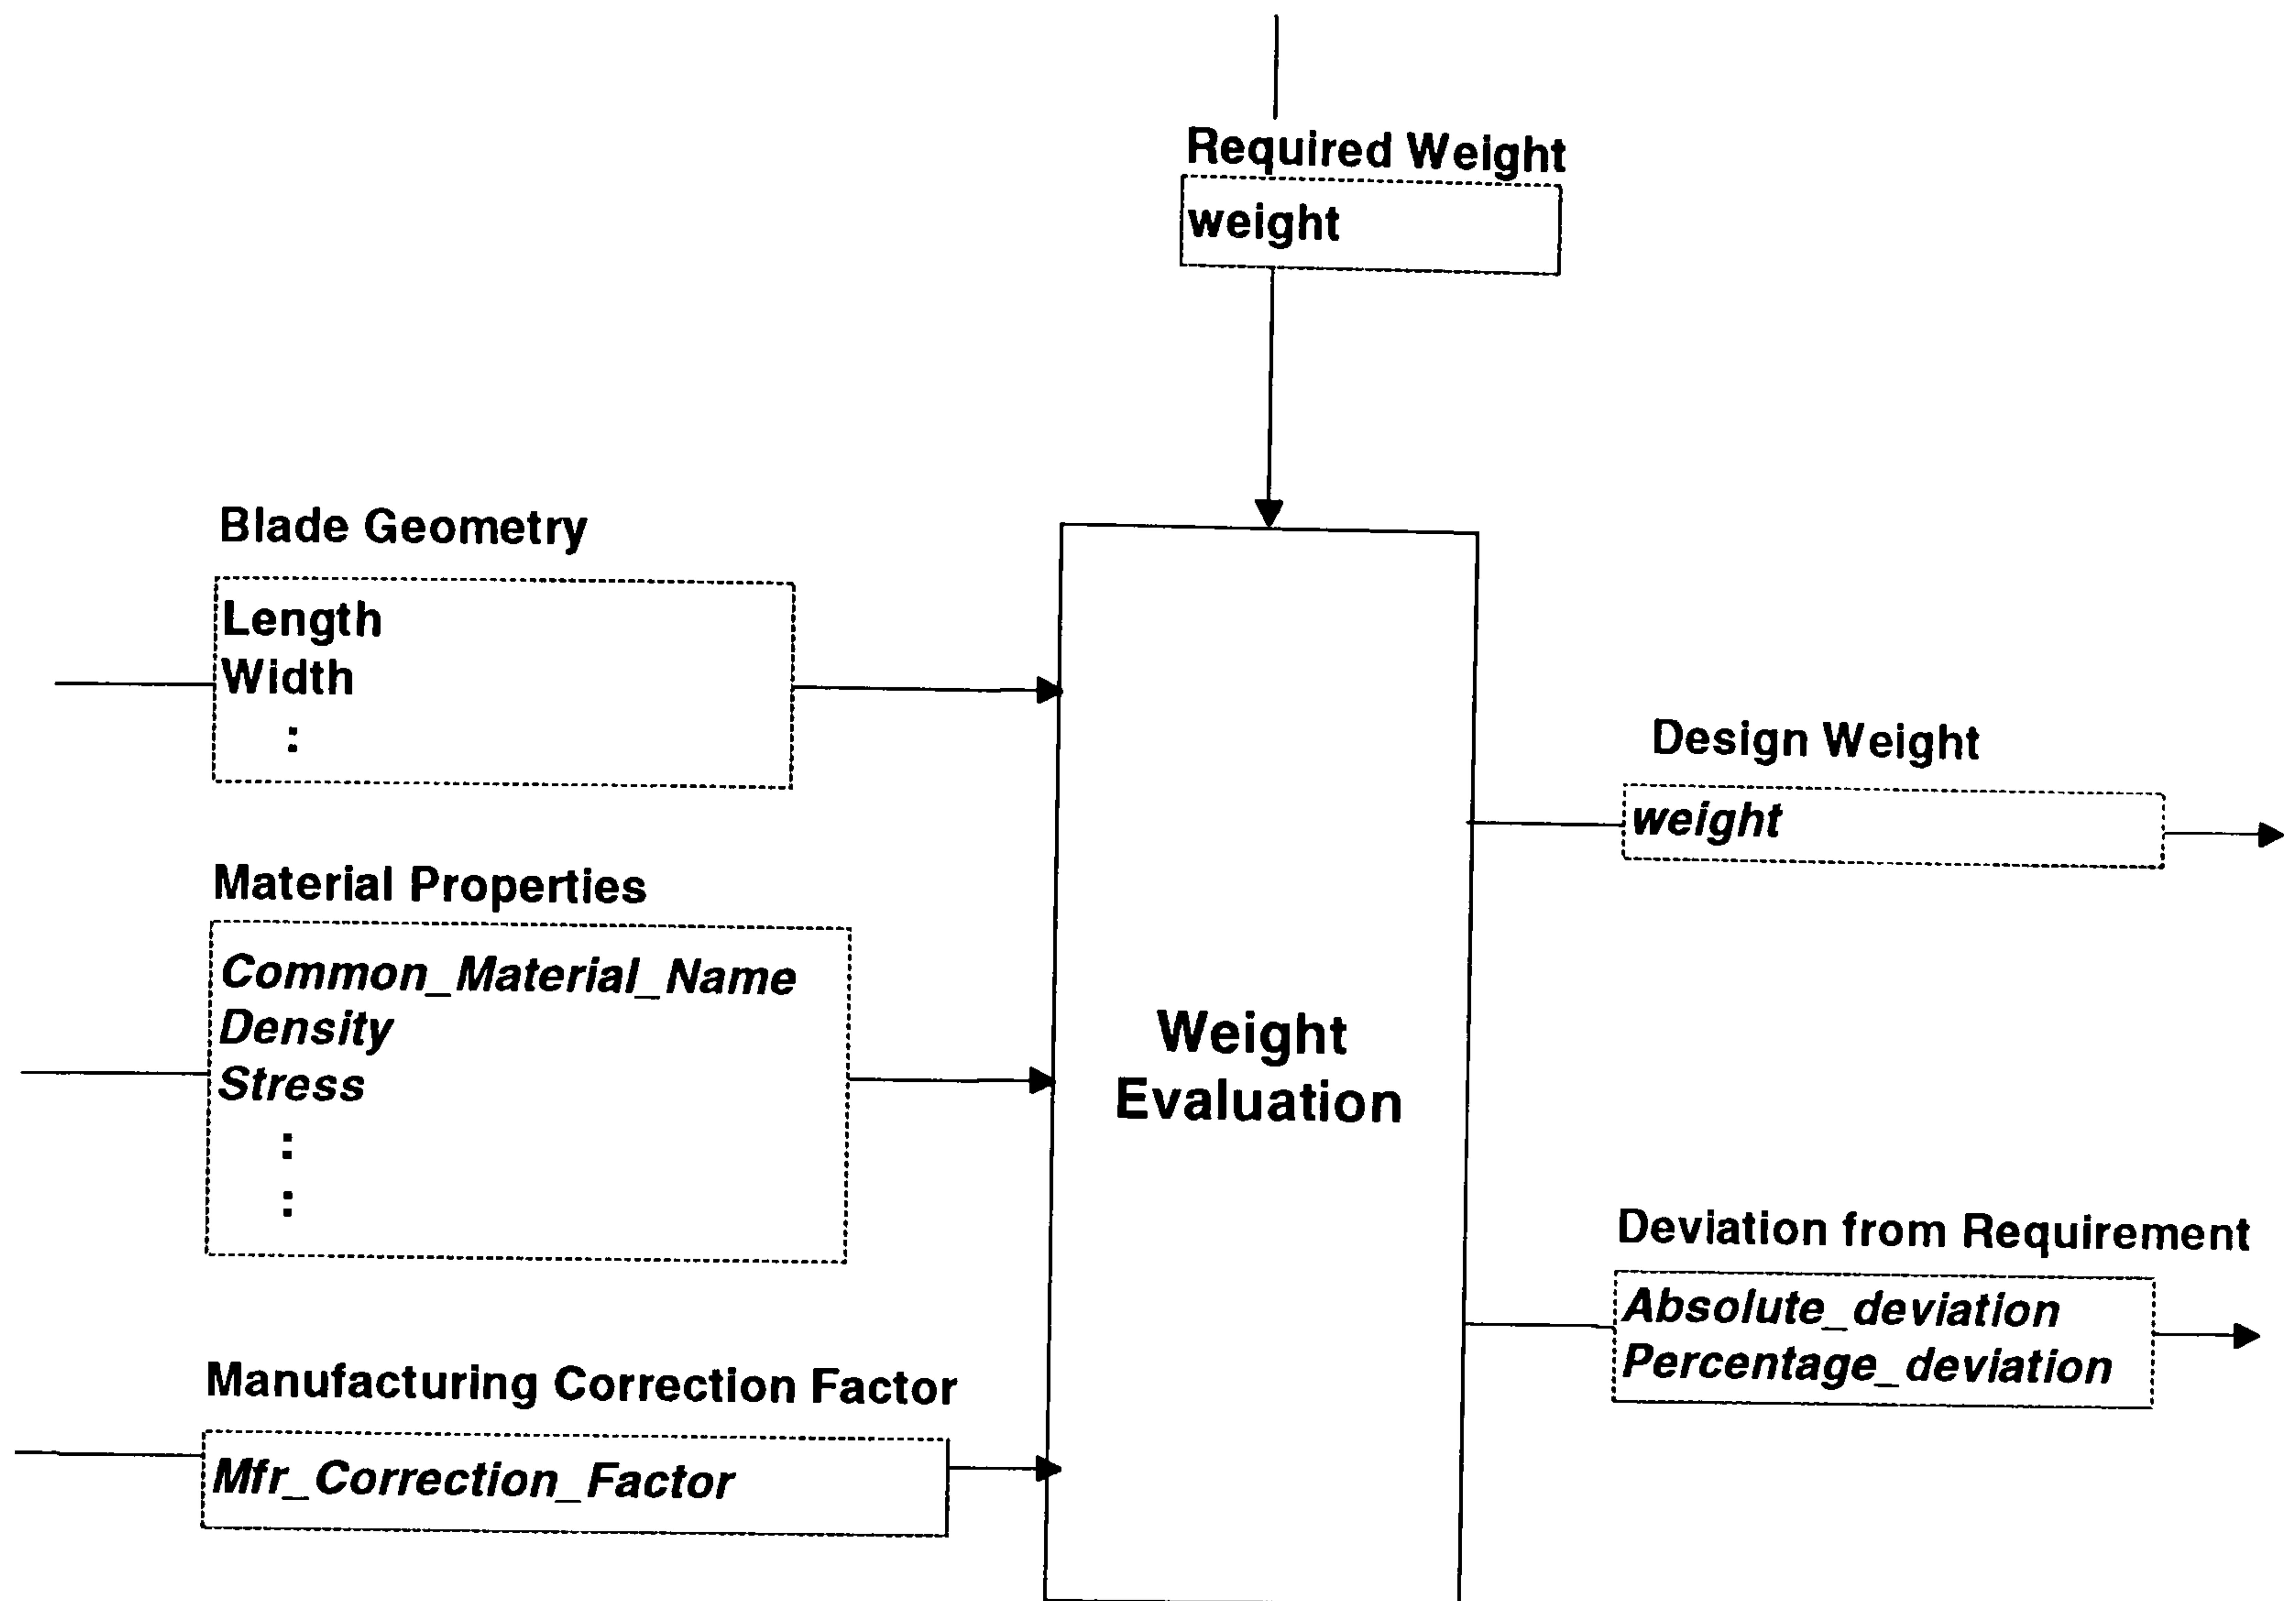 Required Weight
weight
Blade Geometry
Length
Width
:
Material Properties
Common_Material_Name
Density
Stress
:
:
Manufacturing Correction Factor
Mfr_Correction_Factor
Weight
Evaluation
Design Weight
weight
Deviation from Requirement
Absolute_deviation
Percentage_deviation